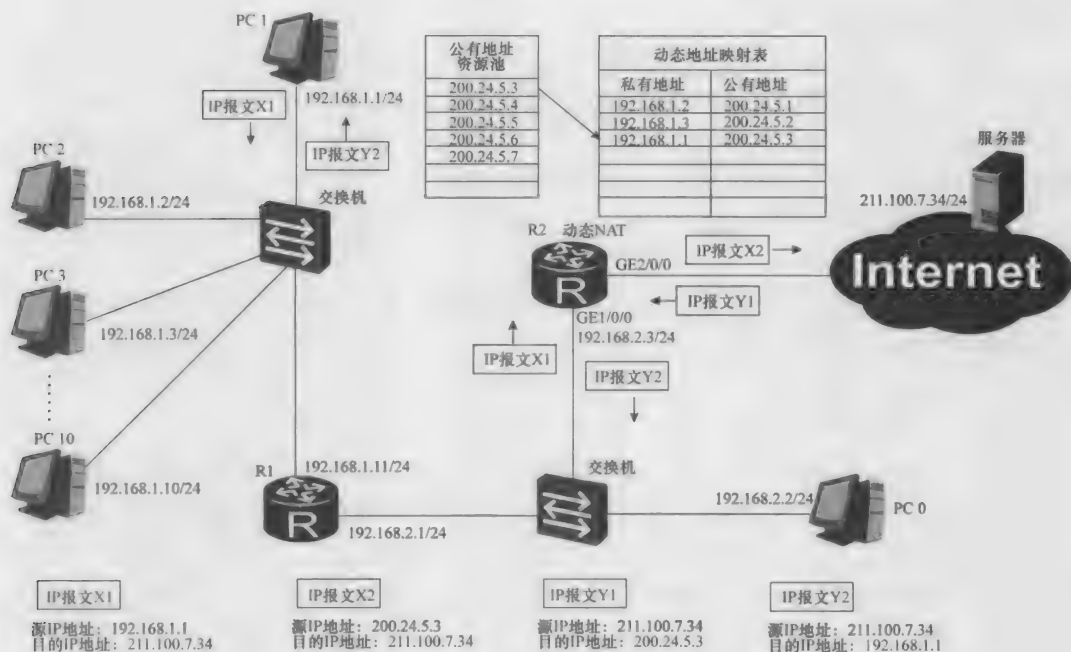 PC 1
192.168.1.1/24
IP报文X1
IP报文Y2
公有地址
资源池
200.24.5.3
200.24.5.4
200.24.5.5
200.24.5.6
200.24.5.7
动态地址映射表
私有地址 公有地址
192.168.1.2 200.24.5.1
192.168.1.3 200.24.5.2
192.168.1.1 200.24.5.3
服务器
211.100.7.34/24
PC 2
192.168.1.2/24
交换机
R2 动态NAT
IP报文X2
GE2/0/0
Internet
R
IP报文Y1
GE1/0/0
192.168.2.3/24
PC 3
192.168.1.3/24
IP报文X1
IP报文Y2
PC 10
192.168.1.10/24
R1
192.168.1.11/24
R
192.168.2.1/24
交换机
192.168.2.2/24
PC 0
IP报文X1
源IP地址：192.168.1.1
目的IP地址：211.100.7.34
IP报文X2
源IP地址：200.24.5.3
目的IP地址：211.100.7.34
IP报文Y1
源IP地址：211.100.7.34
目的IP地址：200.24.5.3
IP报文Y2
源IP地址：211.100.7.34
目的IP地址：192.168.1.1